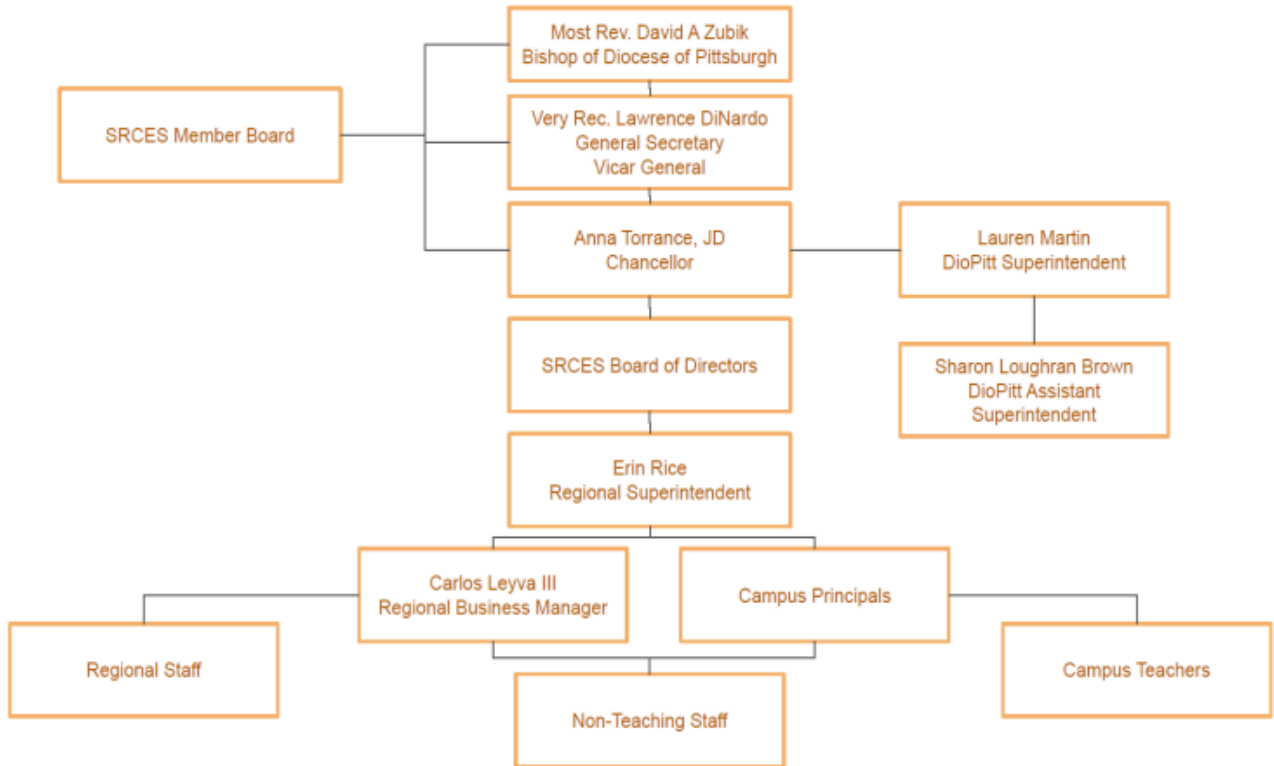 Most Rev. David A Zubik
Bishop of Diocese of Pittsburgh
SRCES Member Board
Very Rec. Lawrence DiNardo
General Secretary
Vicar General
Anna Torrance, JD
Chancellor
Lauren Martin
DioPitt Superintendent
SRCES Board of Directors
Sharon Loughran Brown
DioPitt Assistant
Superintendent
Erin Rice
Regional Superintendent
Carlos Leyva III
Regional Business Manager
Campus Principals
Regional Staff
Campus Teachers
Non-Teaching Staff